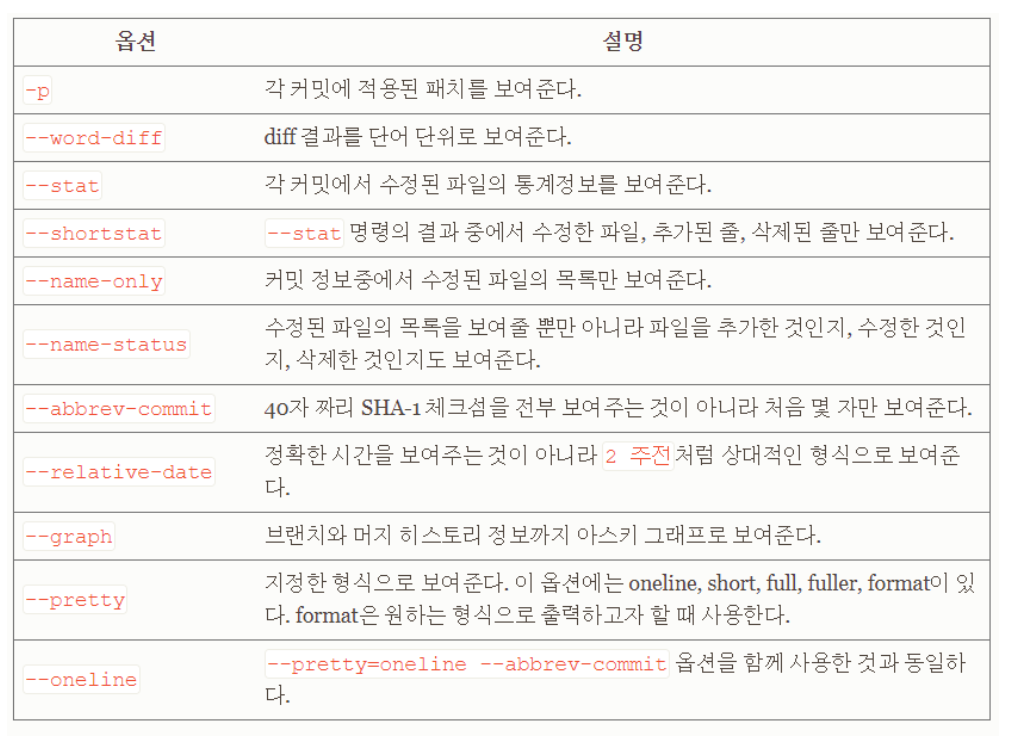 옵션 설명
-p 각 커밋에 적용된 패치를 보여준다.
--word-diff diff 결과를 단어 단위로 보여준다.
--stat 각 커밋에서 수정된 파일의 통계정보를 보여준다.
--shortstat --stat 명령의 결과 중에서 수정한 파일, 추가된 줄, 삭제된 줄만 보여준다.
--name-only 커밋 정보중에서 수정된 파일의 목록만 보여준다.
--name-status 수정된 파일의 목록을 보여줄 뿐만 아니라 파일을 추가한 것인지, 수정한 것인
지, 삭제한 것인지도 보여준다.
--abbrev-commit 40자 짜리 SHA-1 체크섬을 전부 보여주는 것이 아니라 처음 몇 자만 보여준다.
--relative-date 정확한 시간을 보여주는 것이 아니라 2 주전처럼 상대적인 형식으로 보여준
다.
--graph 브랜치와 머지 히스토리 정보까지 아스키 그래프로 보여준다.
--pretty 지정한 형식으로 보여준다. 이 옵션에는 oneline, short, full, fuller, format이 있
다. format은 원하는 형식으로 출력하고자 할 때 사용한다.
--oneline --pretty=oneline --abbrev-commit 옵션을 함께 사용한 것과 동일하
다.